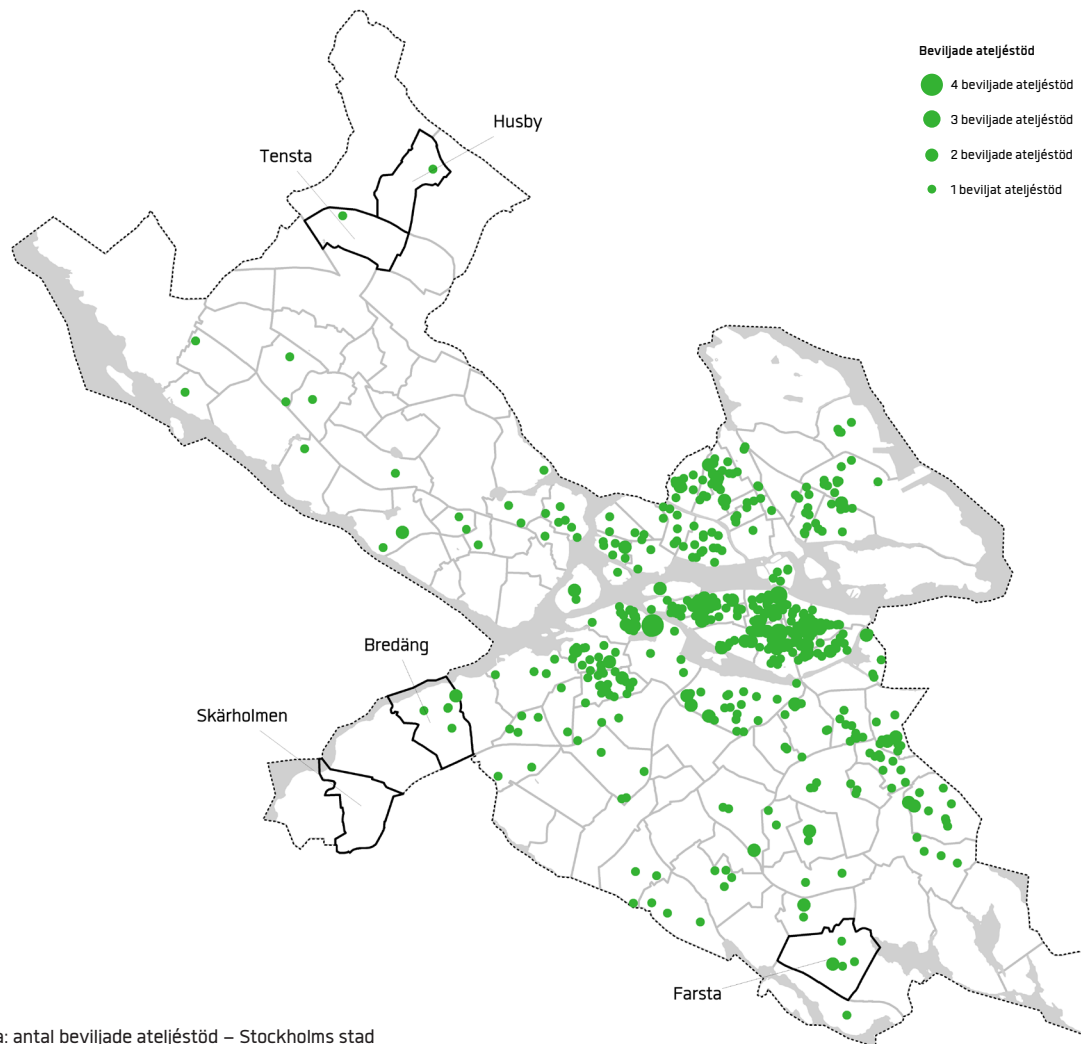 Beviljade ateljéstöd
4 beviljade ateljéstöd
3 beviljade ateljéstöd
2 beviljade ateljéstöd
1 beviljat ateljéstöd
Husby
Tensta
Bredäng
Skärholmen
Farsta
a: antal beviljade ateljéstöd – Stockholms stad